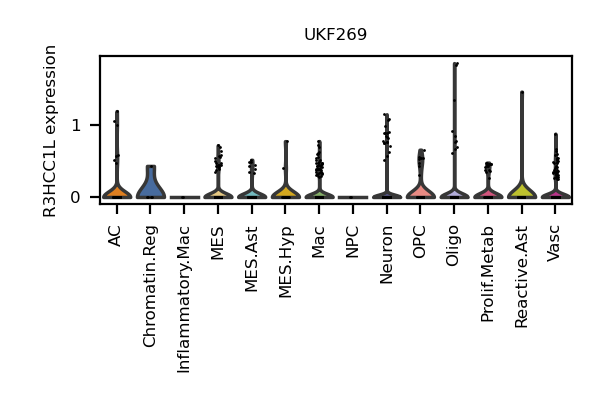 UKF269
R3HCC1L expression
1
0
AC
Chromatin.Reg
Inflammatory.Mac
MES
MES.Ast
MES.Hyp
Mac
NPC
Neuron
OPC
Oligo
Prolif.Metab
Reactive.Ast
Vasc